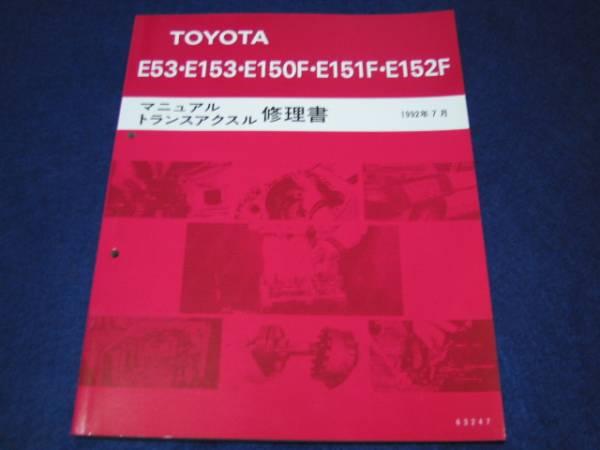 TOYOTA
E53・E153・E150F・E151F・E152F
マニュアル
トランスアクスル 修理書
1992年 7 月
63247